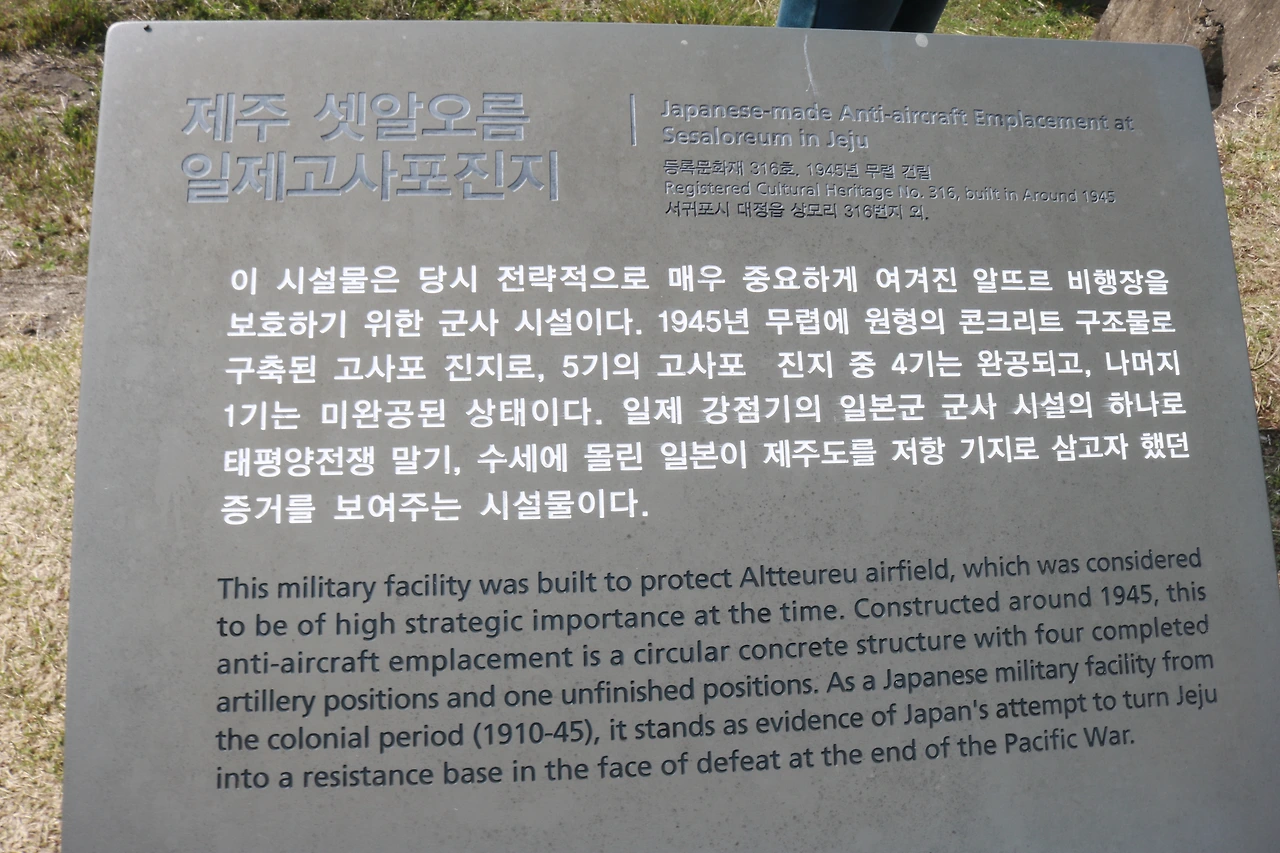 제주 셋알오름
일제고사포진지
Japanese-made Anti-aircraft Emplacement at
Sesaloreum in Jeju
등록문화재 316호, 1945년 무렵 건립
Registered Cultural Heritage No. 316, built in Around 1945
서귀포시 대정읍 상모리 316번지 외.
이 시설물은 당시 전략적으로 매우 중요하게 여겨진 알뜨르 비행장을
보호하기 위한 군사 시설이다. 1945년 무렵에 원형의 콘크리트 구조물로
구축된 고사포 진지로, 5기의 고사포 진지 중 4기는 완공되고, 나머지
1기는 미완공된 상태이다. 일제 강점기의 일본군 군사 시설의 하나로
태평양전쟁 말기, 수세에 몰린 일본이 제주도를 저항 기지로 삼고자 했던
증거를 보여주는 시설물이다.
This military facility was built to protect Altteureu airfield, which was considered
to be of high strategic importance at the time. Constructed around 1945, this
anti-aircraft emplacement is a circular concrete structure with four completed
artillery positions and one unfinished positions. As a Japanese military facility from
the colonial period (1910-45), it stands as evidence of Japan's attempt to turn Jeju
into a resistance base in the face of defeat at the end of the Pacific War.